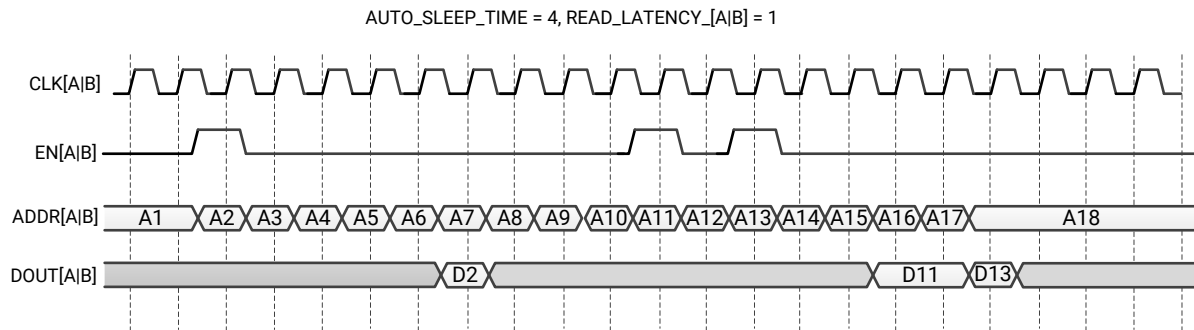 AUTO_SLEEP_TIME = 4, READ_LATENCY_[A|B] = 1
CLK[A|B]
EN[A|B]
ADDR[A|B] A1 A2 A3 A4 A5 A6 A7 A8 A9 A10 A11 A12 A13 A14 A15 A16 A17 A18
DOUT[A|B] D2 D11 D13